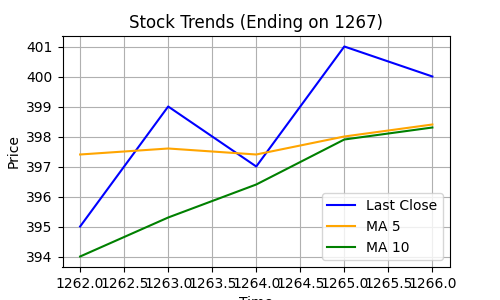 Stock Trends (Ending on 1267)
401
400
399
398
397
396
395
394
Price
Last Close
MA 5
MA 10
1262.0 1262.5 1263.0 1263.5 1264.0 1264.5 1265.0 1265.5 1266.0
Time